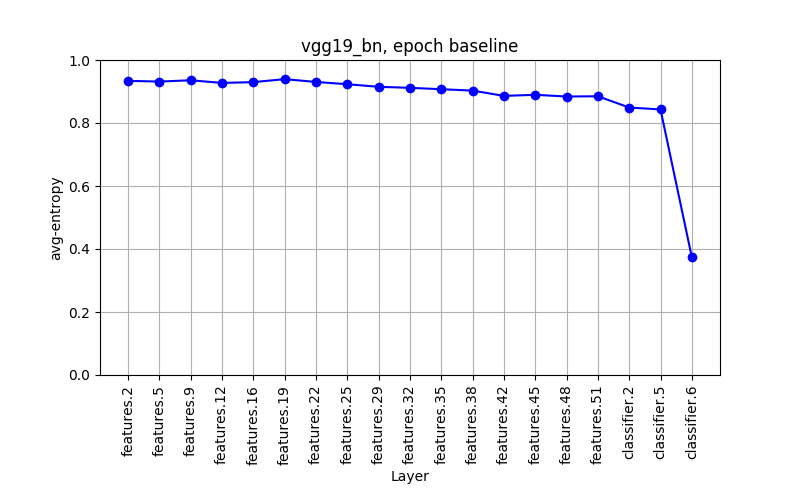 vgg19_bn, epoch baseline
1.0
0.8
0.6
0.4
0.2
0.0
avg-entropy
features.2
features.5
features.9
features.12
features.16
features.19
features.22
features.25
features.29
features.32
features.35
features.38
features.42
features.45
features.48
features.51
classifier.2
classifier.5
classifier.6
Layer